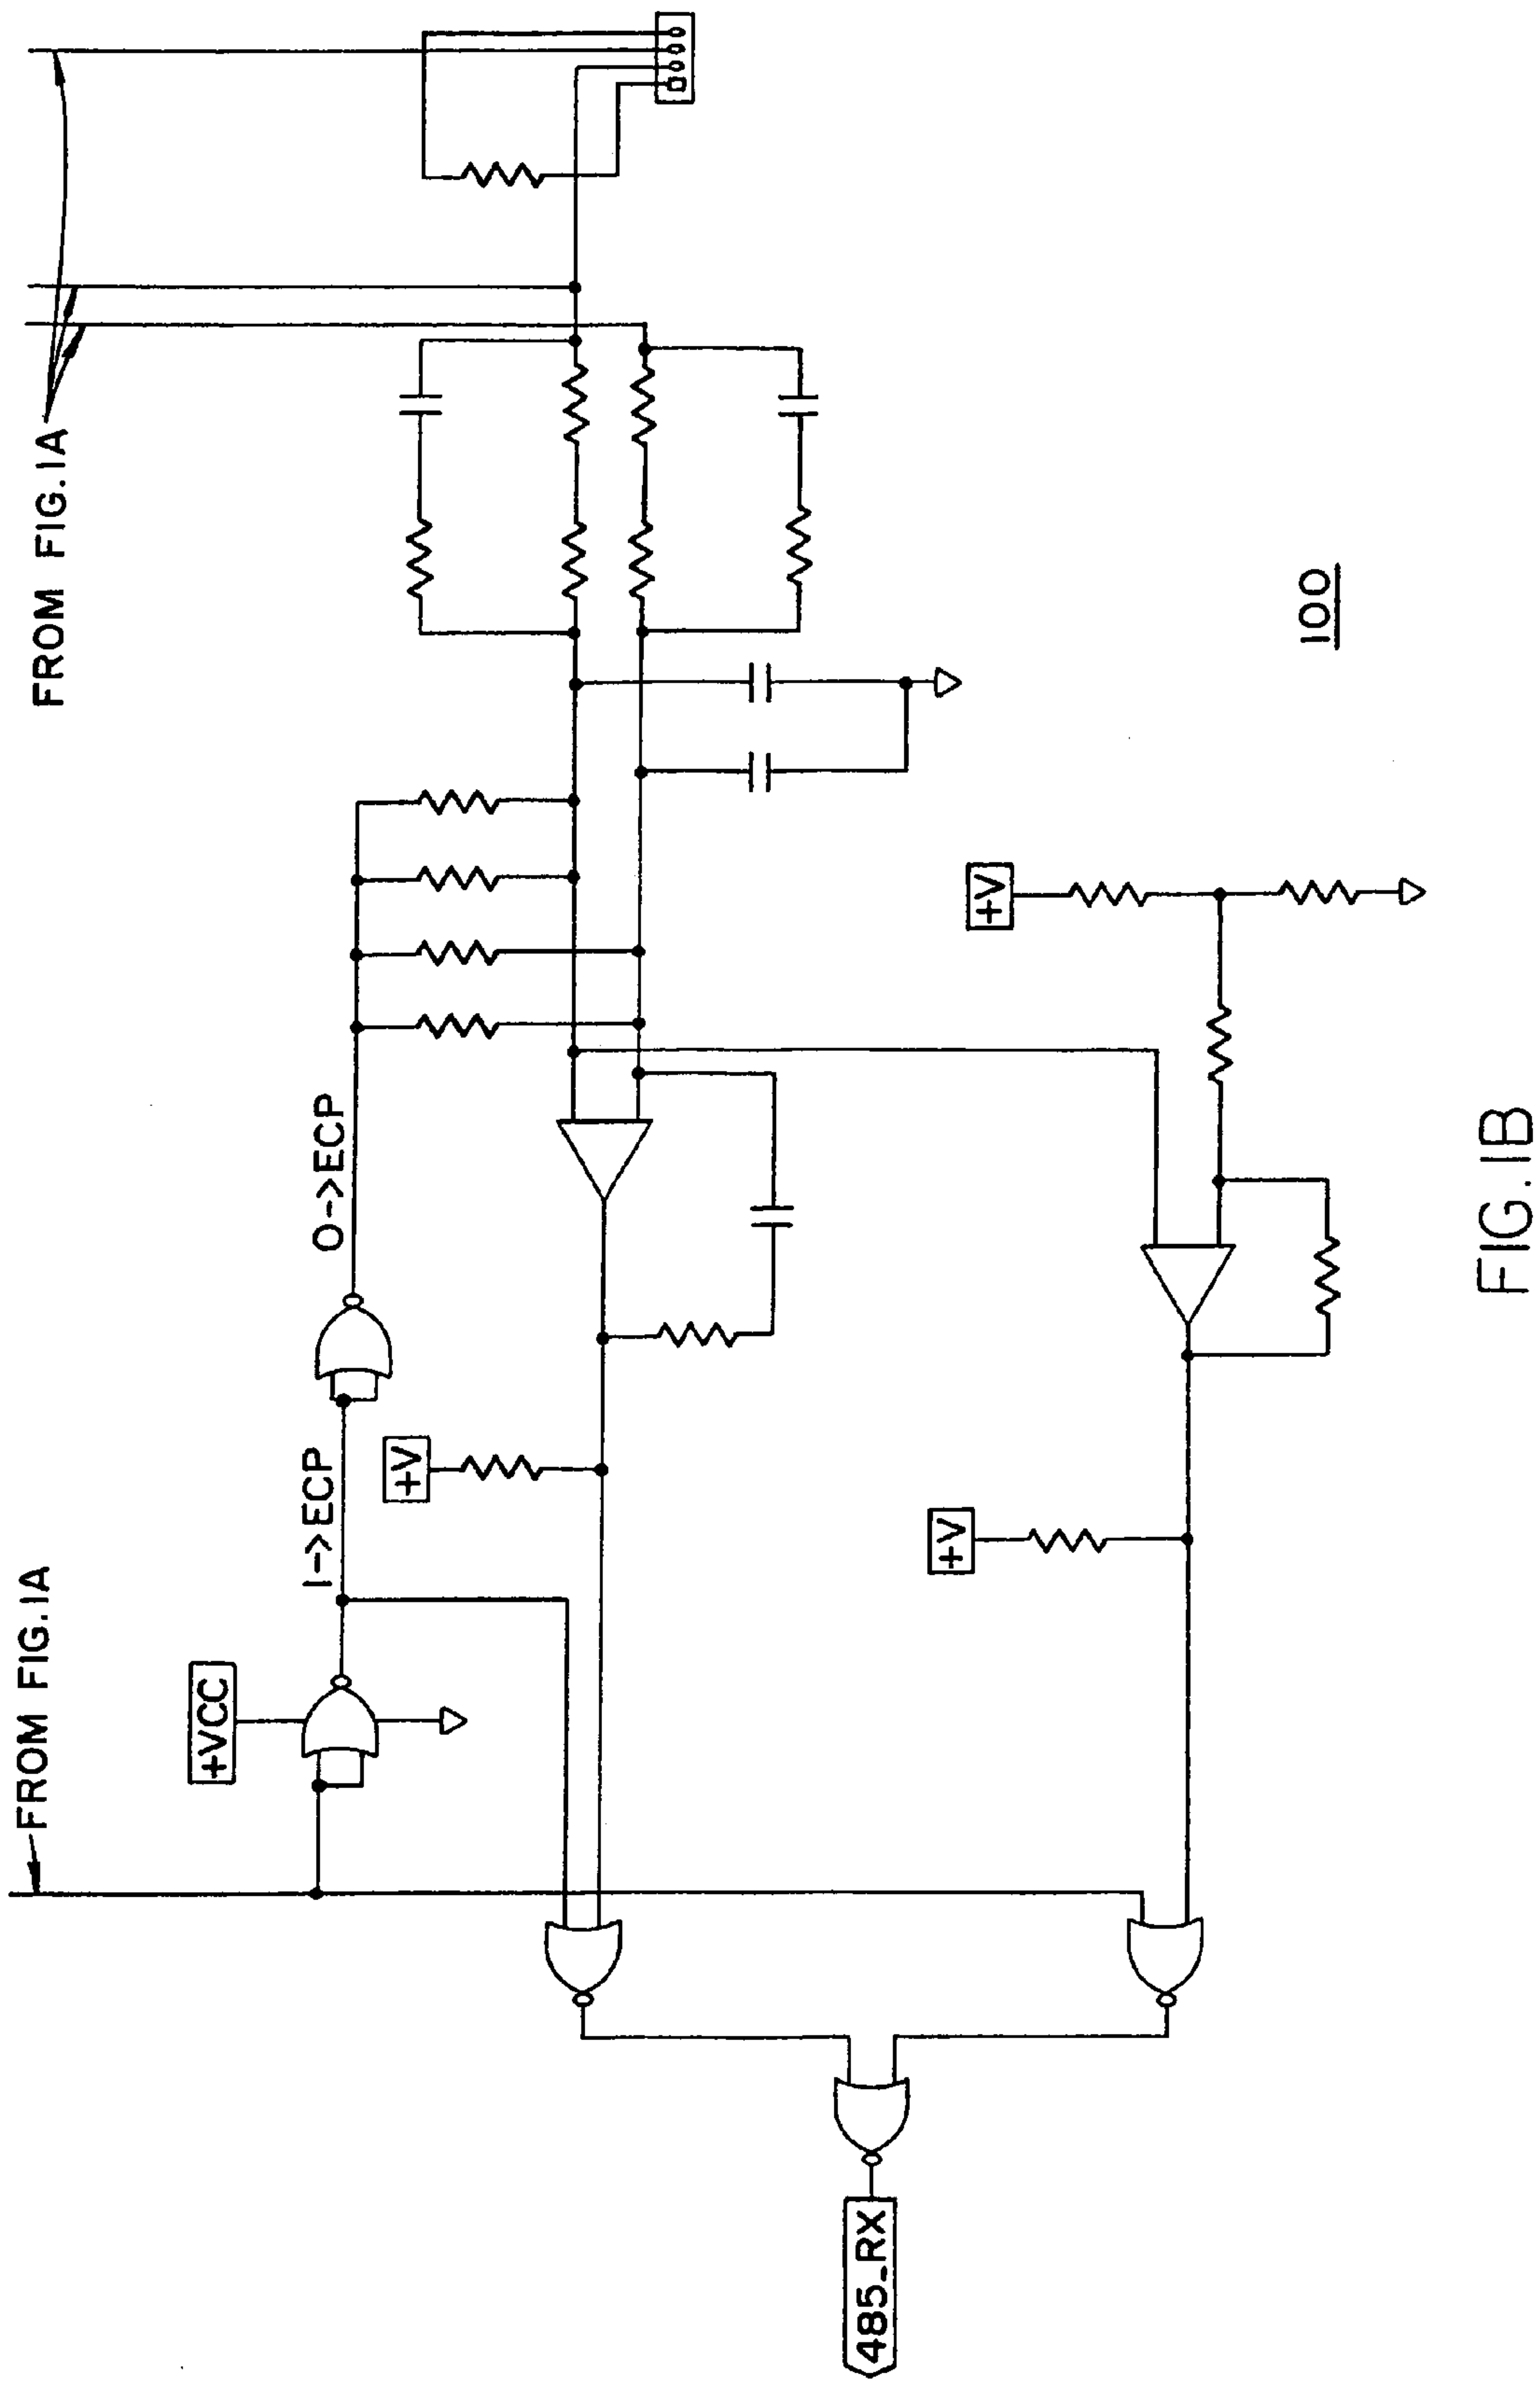 FROM FIG.1A
FROM FIG.1A
+VCC
1->ECP
0->ECP
+V
+V
+V
485_RX
100
FIG.1B